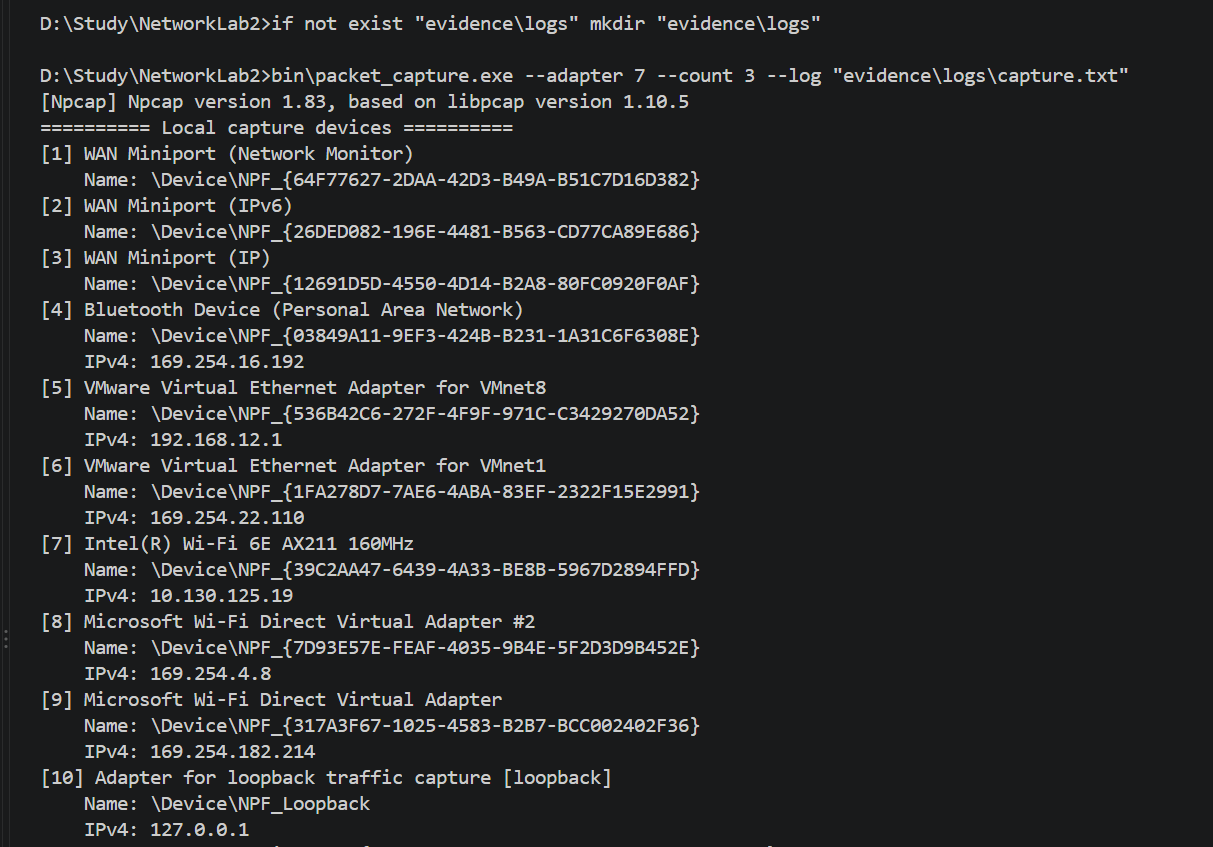 D:\Study\NetworkLab2>if not exist "evidence\logs" mkdir "evidence\logs"
D:\Study\NetworkLab2>bin\packet_capture.exe --adapter 7 --count 3 --log "evidence\logs\capture.txt"
[Npcap] Npcap version 1.83, based on libpcap version 1.10.5
========== Local capture devices ==========
[1] WAN Miniport (Network Monitor)
    Name: \Device\NPF_{64F77627-2DAA-42D3-B49A-B51C7D16D382}
[2] WAN Miniport (IPv6)
    Name: \Device\NPF_{26DED082-196E-4481-B563-CD77CA89E686}
[3] WAN Miniport (IP)
    Name: \Device\NPF_{12691D5D-4550-4D14-B2A8-80FC0920F0AF}
[4] Bluetooth Device (Personal Area Network)
    Name: \Device\NPF_{03849A11-9EF3-424B-B231-1A31C6F6308E}
    IPv4: 169.254.16.192
[5] VMware Virtual Ethernet Adapter for VMnet8
    Name: \Device\NPF_{536B42C6-272F-4F9F-971C-C3429270DA52}
    IPv4: 192.168.12.1
[6] VMware Virtual Ethernet Adapter for VMnet1
    Name: \Device\NPF_{1FA278D7-7AE6-4ABA-83EF-2322F15E2991}
    IPv4: 169.254.22.110
[7] Intel(R) Wi-Fi 6E AX211 160MHz
    Name: \Device\NPF_{39C2AA47-6439-4A33-BE8B-5967D2894FFD}
    IPv4: 10.130.125.19
[8] Microsoft Wi-Fi Direct Virtual Adapter #2
    Name: \Device\NPF_{7D93E57E-FEAF-4035-9B4E-5F2D3D9B452E}
    IPv4: 169.254.4.8
[9] Microsoft Wi-Fi Direct Virtual Adapter
    Name: \Device\NPF_{317A3F67-1025-4583-B2B7-BCC002402F36}
    IPv4: 169.254.182.214
[10] Adapter for loopback traffic capture [loopback]
    Name: \Device\NPF_Loopback
    IPv4: 127.0.0.1